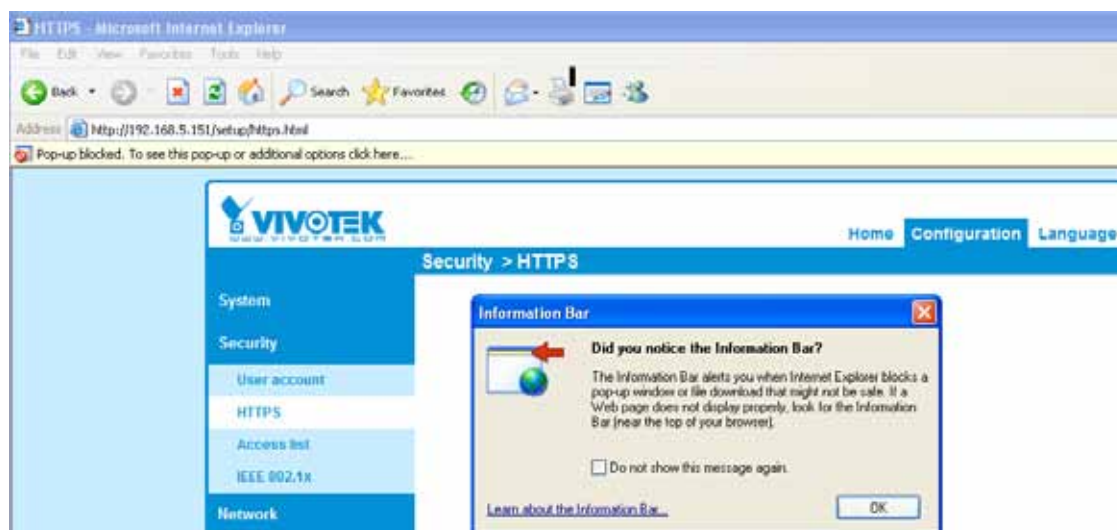 HTTPS - Microsoft Internet Explorer
File Edit View Favorites Tools Help
Back Search Favorites
Address http://192.168.5.151/setup/https.html
Pop-up blocked. To see this pop-up or additional options click here....
VIVOTEK
WWW.VIVOTEK.COM
Home Configuration Language
Security > HTTPS
System
Security
User account
HTTPS
Access list
IEEE 802.1x
Network
Information Bar
Did you notice the Information Bar?
The Information Bar alerts you when Internet Explorer blocks a
pop-up window or file download that might not be safe. If a
Web page does not display properly, look for the Information
Bar (near the top of your browser).
Do not show this message again.
Learn about the Information Bar...
OK